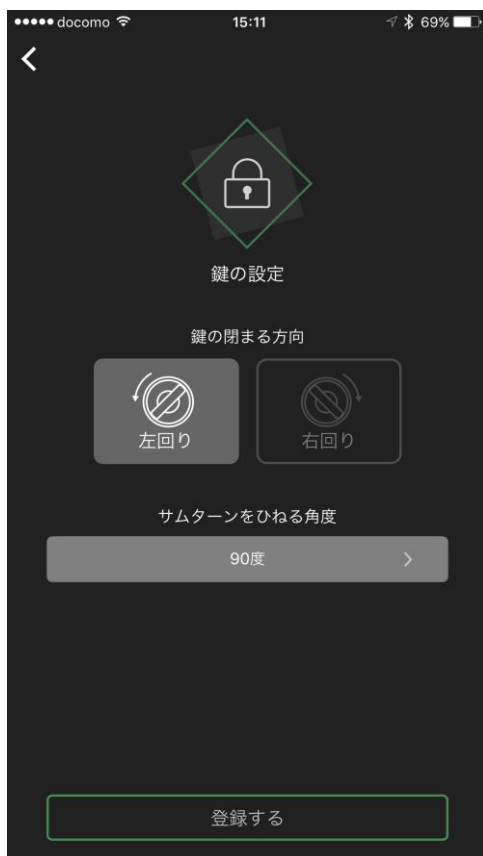 docomo 15:11 69%
鍵の設定
鍵の閉まる方向
左回り 右回り
サムターンをひねる角度
90度
登録する